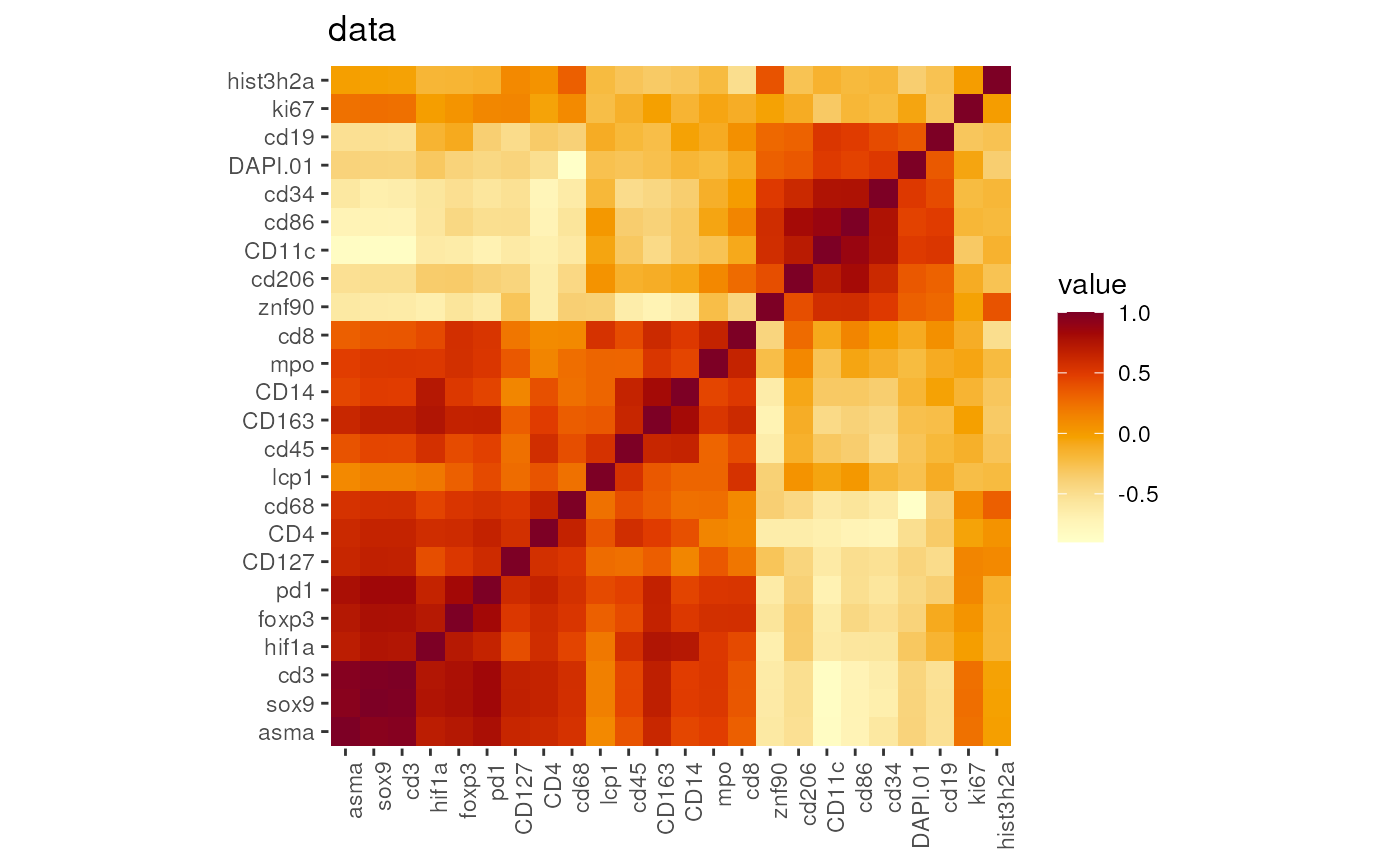 data
hist3h2a
ki67
cd19
DAPI.01
cd34
cd86
CD11c
cd206
znf90
cd8
mpo
CD14
CD163
cd45
lcp1
cd68
CD4
CD127
pd1
foxp3
hif1a
cd3
sox9
asma
asma
sox9
cd3
hif1a
foxp3
pd1
CD127
CD4
cd68
lcp1
cd45
CD163
CD14
mpo
cd8
znf90
cd206
CD11c
cd86
cd34
DAPI.01
cd19
ki67
hist3h2a
value
1.0
0.5
0.0
-0.5